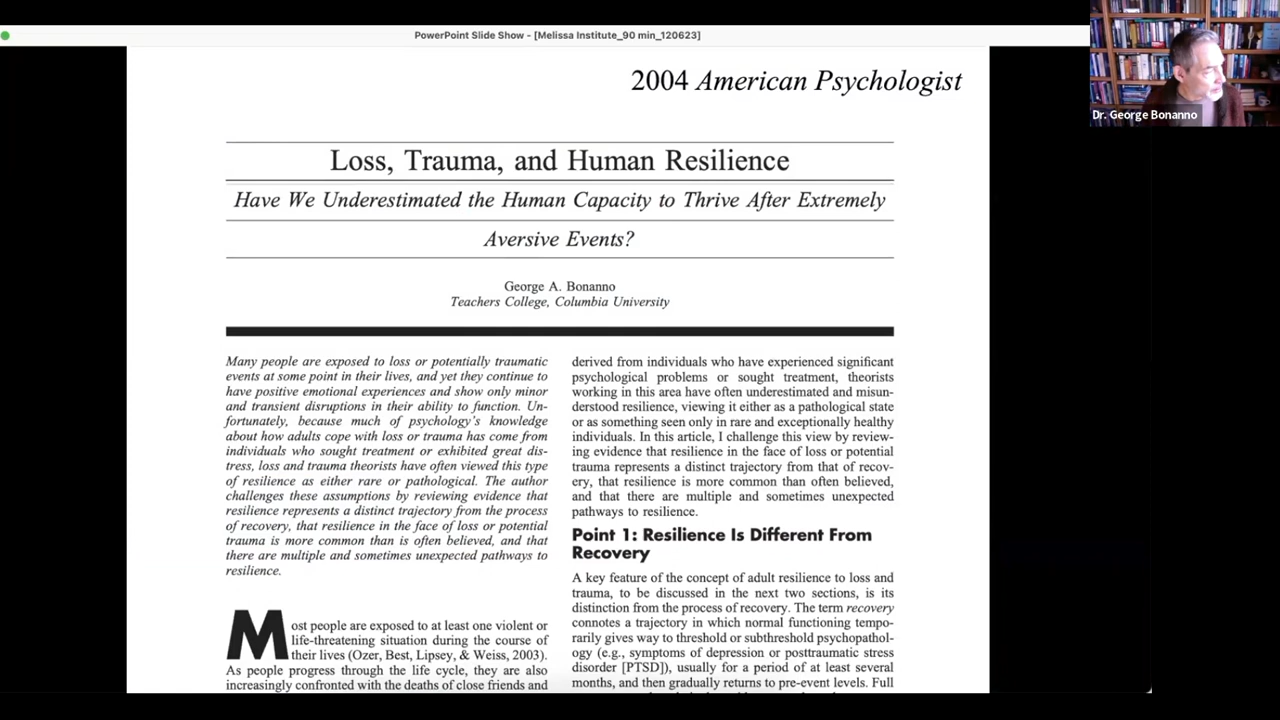 PowerPoint Slide Show - [Melissa Institute_90 min_120623]
Dr. George Bonanno
2004 American Psychologist
Loss, Trauma, and Human Resilience
Have We Underestimated the Human Capacity to Thrive After Extremely
Aversive Events?
George A. Bonanno
Teachers College, Columbia University
Many people are exposed to loss or potentially traumatic
events at some point in their lives, and yet they continue to
have positive emotional experiences and show only minor
and transient disruptions in their ability to function. Un-
fortunately, because much of psychology's knowledge
about how adults cope with loss or trauma has come from
individuals who sought treatment or exhibited great dis-
tress, loss and trauma theorists have often viewed this type
of resilience as either rare or pathological. The author
challenges these assumptions by reviewing evidence that
resilience represents a distinct trajectory from the process
of recovery, that resilience in the face of loss or potential
trauma is more common than is often believed, and that
there are multiple and sometimes unexpected pathways to
resilience.
Most people are exposed to at least one violent or
life-threatening situation during the course of
their lives (Ozer, Best, Lipsey, & Weiss, 2003).
As people progress through the life cycle, they are also
increasingly confronted with the deaths of close friends and
derived from individuals who have experienced significant
psychological problems or sought treatment, theorists
working in this area have often underestimated and misun-
derstood resilience, viewing it either as a pathological state
or as something seen only in rare and exceptionally healthy
individuals. In this article, I challenge this view by review-
ing evidence that resilience in the face of loss or potential
trauma represents a distinct trajectory from that of recov-
ery, that resilience is more common than often believed,
and that there are multiple and sometimes unexpected
pathways to resilience.
Point 1: Resilience Is Different From
Recovery
A key feature of the concept of adult resilience to loss and
trauma, to be discussed in the next two sections, is its
distinction from the process of recovery. The term recovery
connotes a trajectory in which normal functioning tempo-
rarily gives way to threshold or subthreshold psychopathol-
ogy (e.g., symptoms of depression or posttraumatic stress
disorder [PTSD]), usually for a period of at least several
months, and then gradually returns to pre-event levels. Full